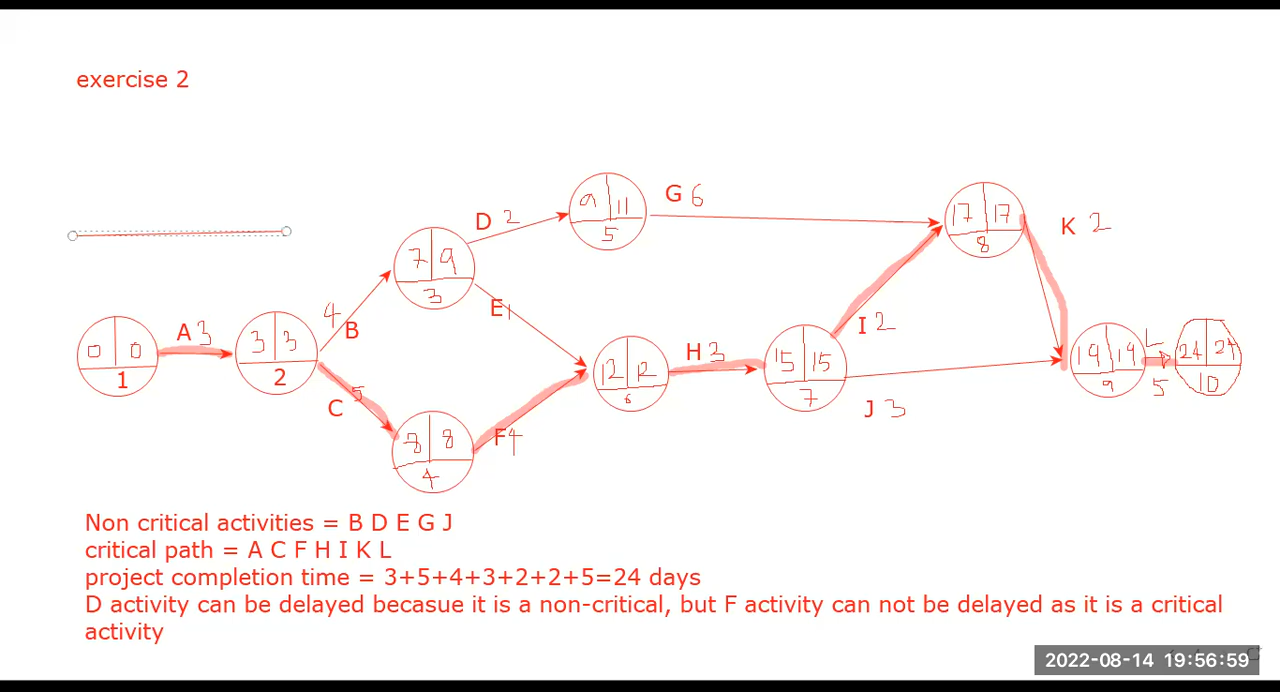 exercise 2
9 11
5
G 6
17 17
8
K 2
D 2
7 9
3
4
B
E1
A 3
0 0
1
3 3
2
C 5
8 8
4
F4
12 12
6
H 3
15 15
7
I 2
J 3
19 19
9
L
5
24 24
10
Non critical activities = B D E G J
critical path = A C F H I K L
project completion time = 3+5+4+3+2+2+5=24 days
D activity can be delayed becasue it is a non-critical, but F activity can not be delayed as it is a critical
activity
2022-08-14 19:56:59